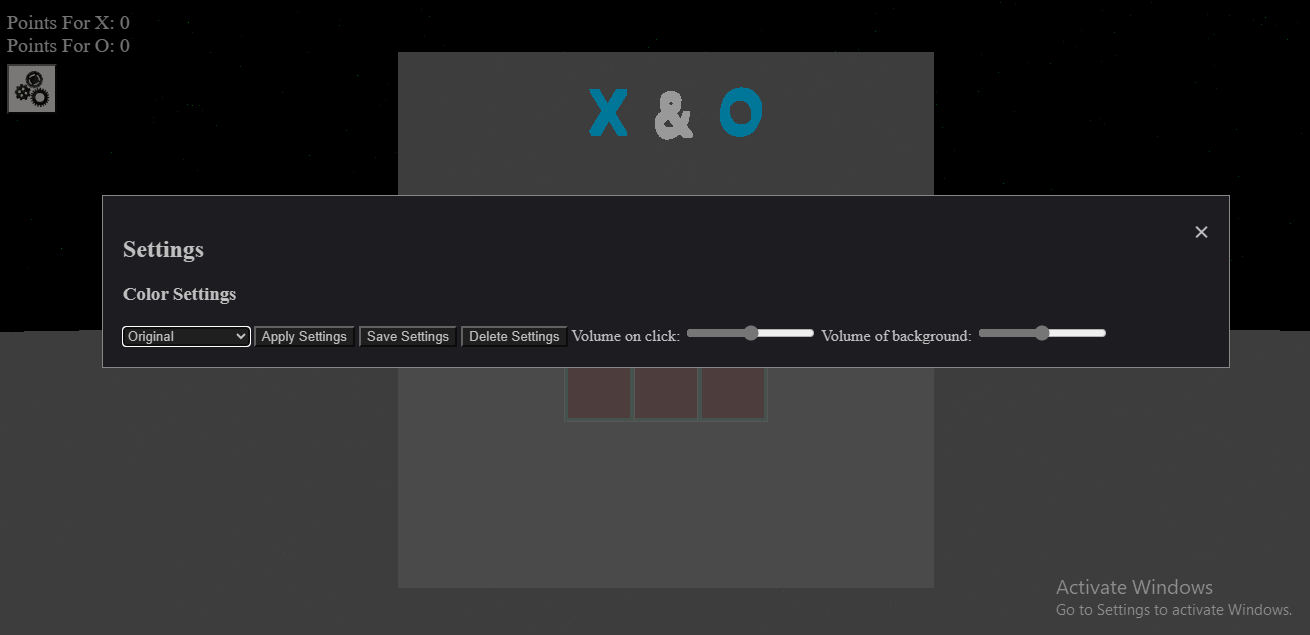 Points For X: 0
Points For O: 0
X & O
×
Settings
Color Settings
Original Apply Settings Save Settings Delete Settings Volume on click: Volume of background:
Activate Windows
Go to Settings to activate Windows.